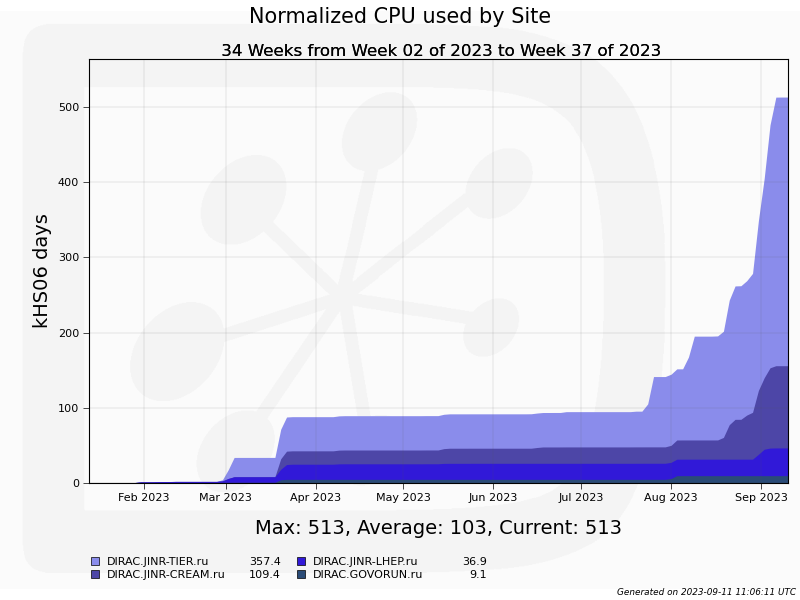 Normalized CPU used by Site
34 Weeks from Week 02 of 2023 to Week 37 of 2023
500
400
300
200
100
0
kHS06 days
Feb 2023 Mar 2023 Apr 2023 May 2023 Jun 2023 Jul 2023 Aug 2023 Sep 2023
Max: 513, Average: 103, Current: 513
DIRAC.JINR-TIER.ru 357.4 DIRAC.JINR-LHEP.ru 36.9
DIRAC.JINR-CREAM.ru 109.4 DIRAC.GOVORUN.ru 9.1
Generated on 2023-09-11 11:06:11 UTC